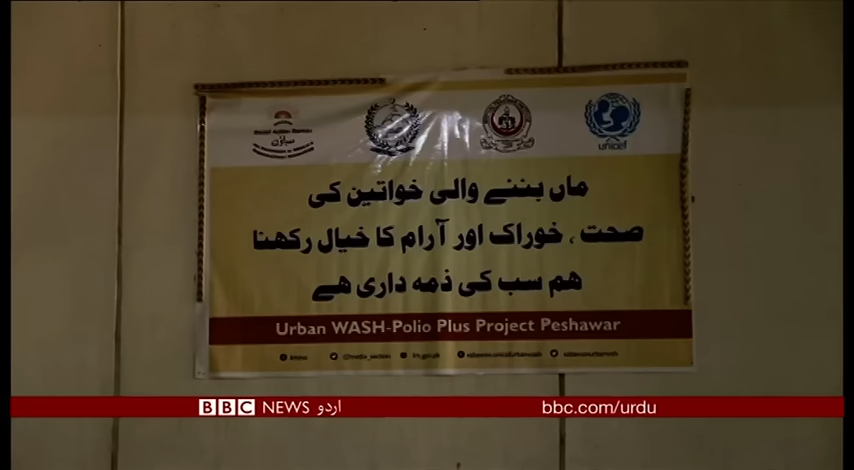 سباؤن
unicef
ماں بننے والی خواتین کی
صحت ، خوراک اور آرام کا خیال رکھنا
ہم سب کی ذمہ داری ہے
Urban WASH-Polio Plus Project Peshawar
BBC NEWS اردو
bbc.com/urdu